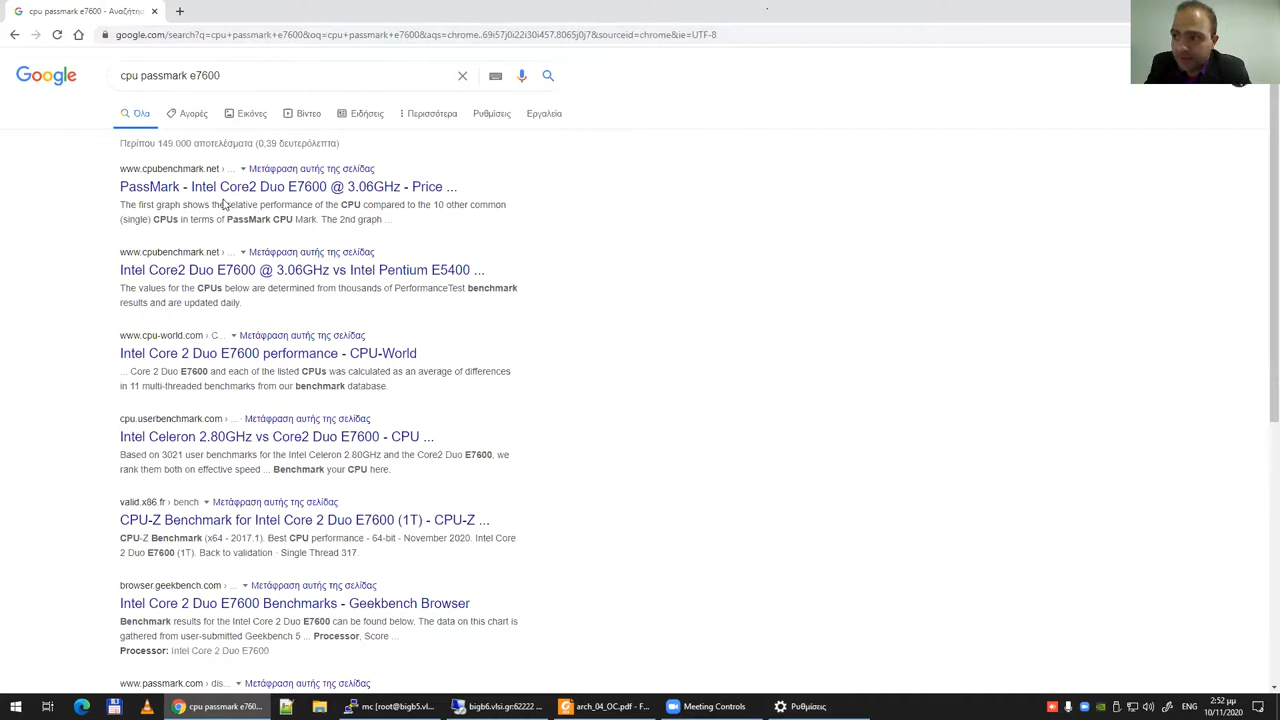 cpu passmark e7600 - Αναζήτησ
google.com/search?q=cpu+passmark+e7600&oq=cpu+passmark+e7600&aqs=chrome..69i57j0i22i30i457.8065j0j7&sourceid=chrome&ie=UTF-8
Google
cpu passmark e7600
Όλα Αγορές Εικόνες Βίντεο Ειδήσεις Περισσότερα Ρυθμίσεις Εργαλεία
Περίπου 149.000 αποτελέσματα (0,39 δευτερόλεπτα)
www.cpubenchmark.net › ... Μετάφραση αυτής της σελίδας
PassMark - Intel Core2 Duo E7600 @ 3.06GHz - Price ...
The first graph shows the relative performance of the CPU compared to the 10 other common
(single) CPUs in terms of PassMark CPU Mark. The 2nd graph ...
www.cpubenchmark.net › ... Μετάφραση αυτής της σελίδας
Intel Core2 Duo E7600 @ 3.06GHz vs Intel Pentium E5400 ...
The values for the CPUs below are determined from thousands of PerformanceTest benchmark
results and are updated daily.
www.cpu-world.com › C... Μετάφραση αυτής της σελίδας
Intel Core 2 Duo E7600 performance - CPU-World
... Core 2 Duo E7600 and each of the listed CPUs was calculated as an average of differences
in 11 multi-threaded benchmarks from our benchmark database.
cpu.userbenchmark.com › ... · Μετάφραση αυτής της σελίδας
Intel Celeron 2.80GHz vs Core2 Duo E7600 - CPU ...
Based on 3021 user benchmarks for the Intel Celeron 2.80GHz and the Core2 Duo E7600, we
rank them both on effective speed ... Benchmark your CPU here.
valid.x86.fr › bench Μετάφραση αυτής της σελίδας
CPU-Z Benchmark for Intel Core 2 Duo E7600 (1T) - CPU-Z ...
CPU-Z Benchmark (x64 - 2017.1). Best CPU performance - 64-bit - November 2020. Intel Core
2 Duo E7600 (1T). Back to validation · Single Thread 317.
browser.geekbench.com › ... Μετάφραση αυτής της σελίδας
Intel Core 2 Duo E7600 Benchmarks - Geekbench Browser
Benchmark results for the Intel Core 2 Duo E7600 can be found below. The data on this chart is
gathered from user-submitted Geekbench 5 ... Processor, Score ...
Processor: Intel Core 2 Duo E7600
www.passmark.com › dis... Μετάφραση αυτής της σελίδας
cpu passmark e760... mc [root@bigb5.vl... big6.vlsi.gr:62222 ... arch_04_OC.pdf - F... Meeting Controls Ρυθμίσεις ENG 2:52 μμ
10/11/2020